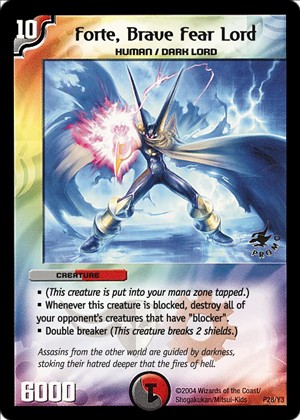 10
Forte, Brave Fear Lord
HUMAN / DARK LORD
PROMO
CREATURE
• (This creature is put into your mana zone tapped.)
• Whenever this creature is blocked, destroy all of
your opponent's creatures that have "blocker".
• Double breaker (This creature breaks 2 shields.)
Assassins from the other world are guided by darkness,
stoking their hatred deeper that the fires of hell.
6000
1
©2004 Wizards of the Coast/
Shogakukan/Mitsui-Kids
P28/Y3